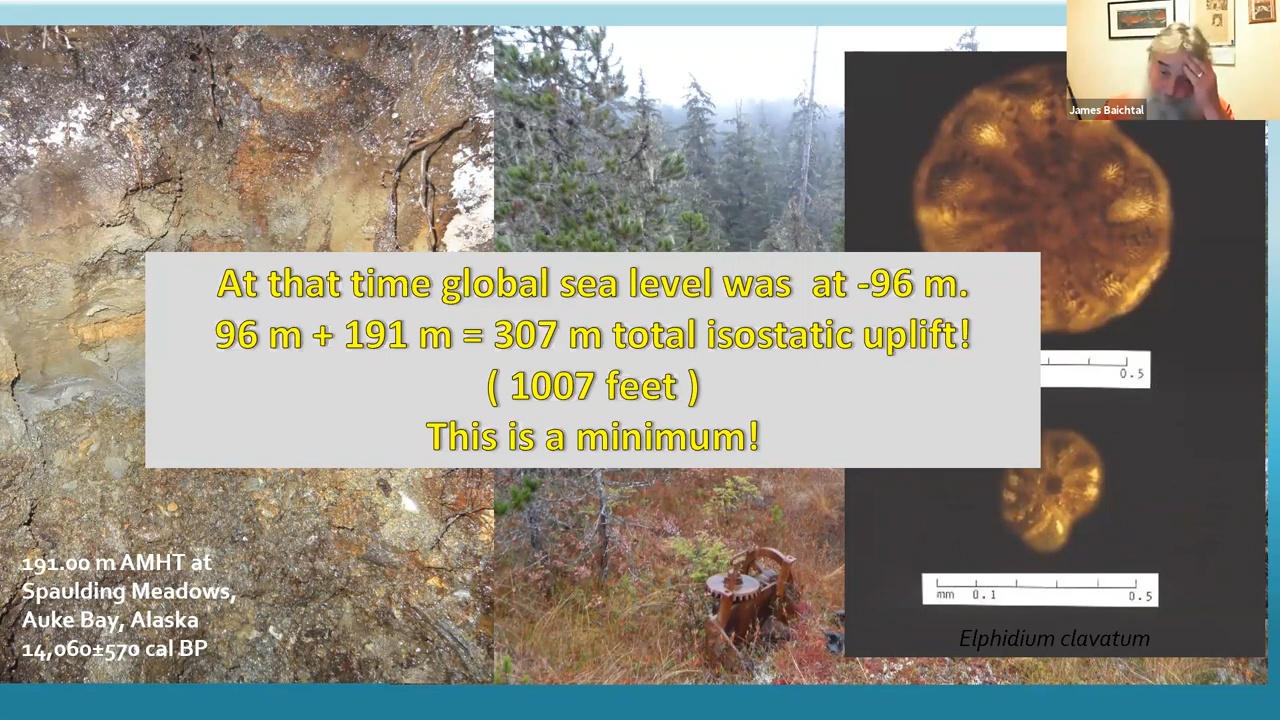 James Baichtal
At that time global sea level was at -96 m.
96 m + 191 m = 307 m total isostatic uplift!
( 1007 feet )
This is a minimum!
0.5
191.00 m AMHT at
Spaulding Meadows,
Auke Bay, Alaska
14,060±570 cal BP
mm 0.1 0.5
Elphidium clavatum